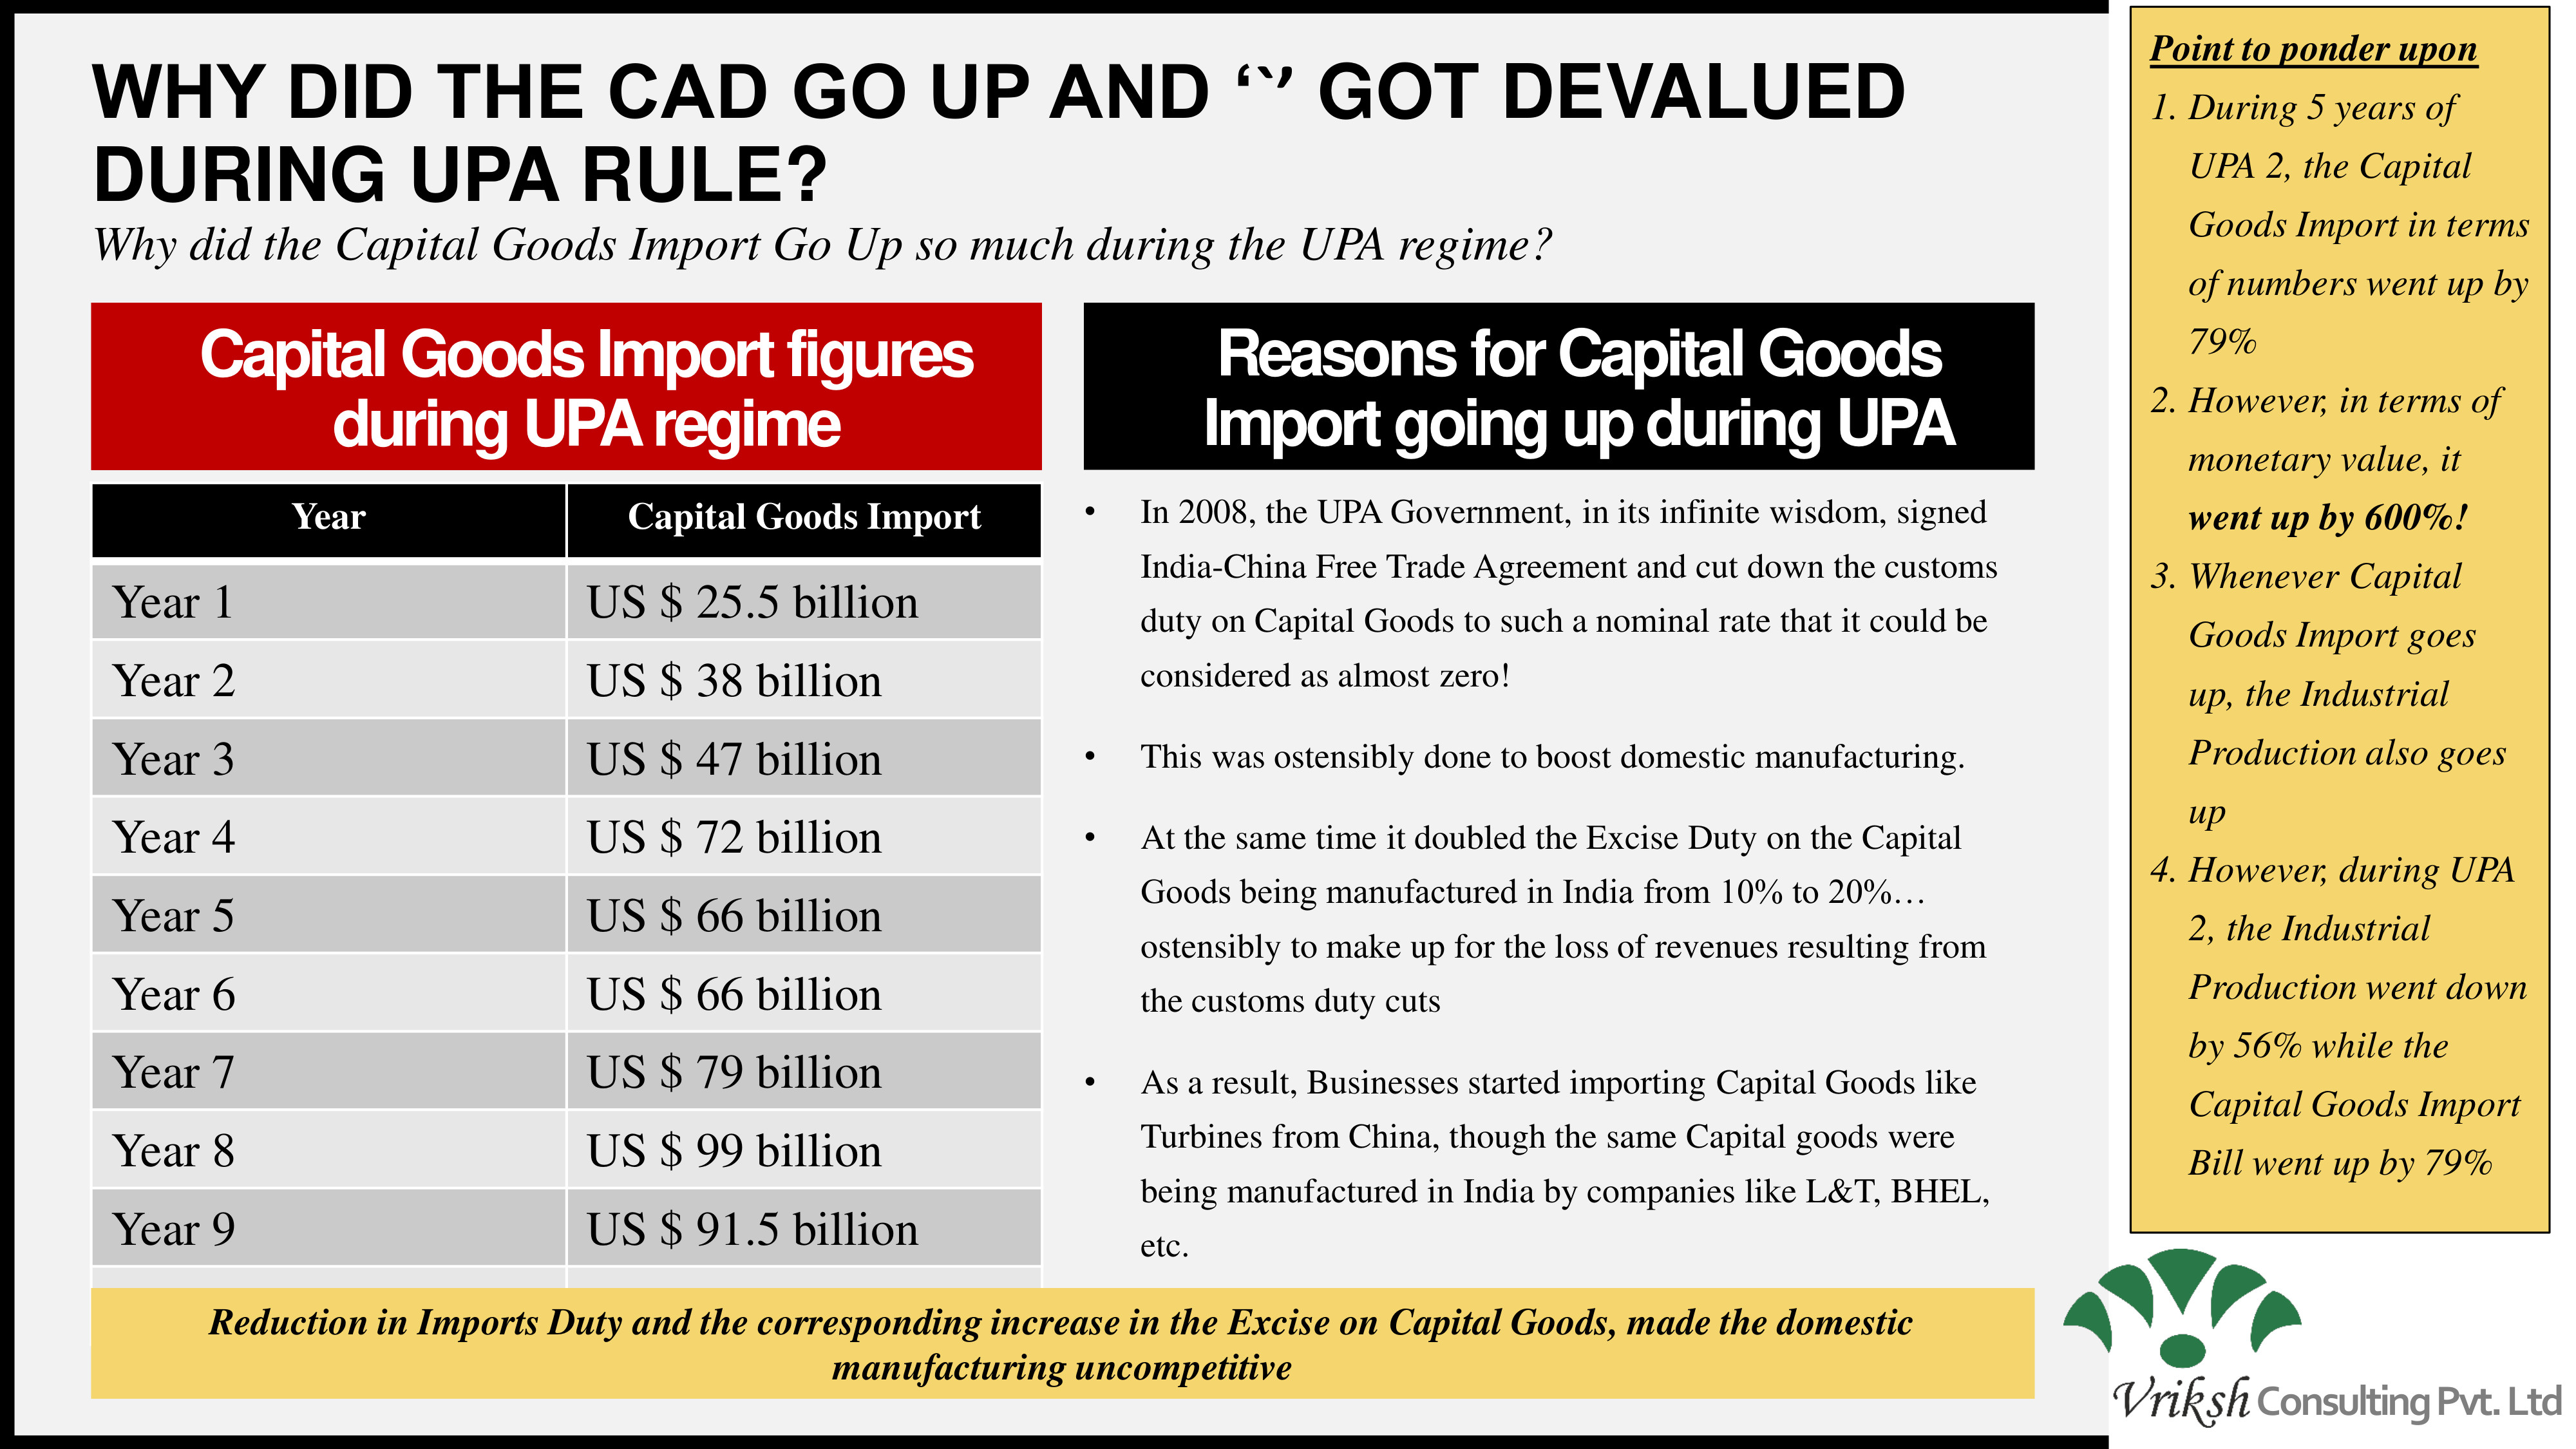 WHY DID THE CAD GO UP AND ‘`’ GOT DEVALUED
DURING UPA RULE?
Why did the Capital Goods Import Go Up so much during the UPA regime?
Capital Goods Import figures
during UPA regime
Year	Capital Goods Import
Year 1	US $ 25.5 billion
Year 2	US $ 38 billion
Year 3	US $ 47 billion
Year 4	US $ 72 billion
Year 5	US $ 66 billion
Year 6	US $ 66 billion
Year 7	US $ 79 billion
Year 8	US $ 99 billion
Year 9	US $ 91.5 billion
Reasons for Capital Goods
Import going up during UPA
• In 2008, the UPA Government, in its infinite wisdom, signed
India-China Free Trade Agreement and cut down the customs
duty on Capital Goods to such a nominal rate that it could be
considered as almost zero!
• This was ostensibly done to boost domestic manufacturing.
• At the same time it doubled the Excise Duty on the Capital
Goods being manufactured in India from 10% to 20%…
ostensibly to make up for the loss of revenues resulting from
the customs duty cuts
• As a result, Businesses started importing Capital Goods like
Turbines from China, though the same Capital goods were
being manufactured in India by companies like L&T, BHEL,
etc.
Reduction in Imports Duty and the corresponding increase in the Excise on Capital Goods, made the domestic
manufacturing uncompetitive
Point to ponder upon
1. During 5 years of
UPA 2, the Capital
Goods Import in terms
of numbers went up by
79%
2. However, in terms of
monetary value, it
went up by 600%!
3. Whenever Capital
Goods Import goes
up, the Industrial
Production also goes
up
4. However, during UPA
2, the Industrial
Production went down
by 56% while the
Capital Goods Import
Bill went up by 79%
Vriksh Consulting Pvt. Ltd